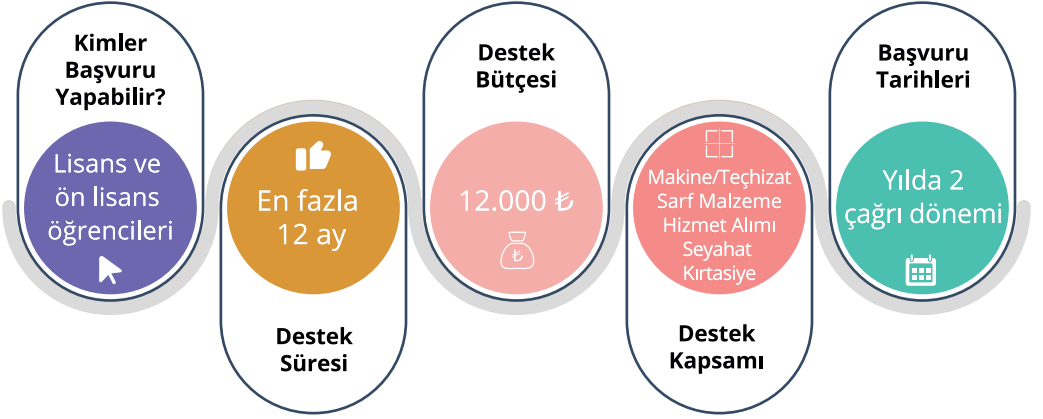 Kimler
Başvuru
Yapabilir?
Lisans ve
ön lisans
öğrencileri
En fazla
12 ay
Destek
Süresi
Destek
Bütçesi
12.000 ₺
₺
Makine/Teçhizat
Sarf Malzeme
Hizmet Alımı
Seyahat
Kırtasiye
Destek
Kapsamı
Başvuru
Tarihleri
Yılda 2
çağrı dönemi